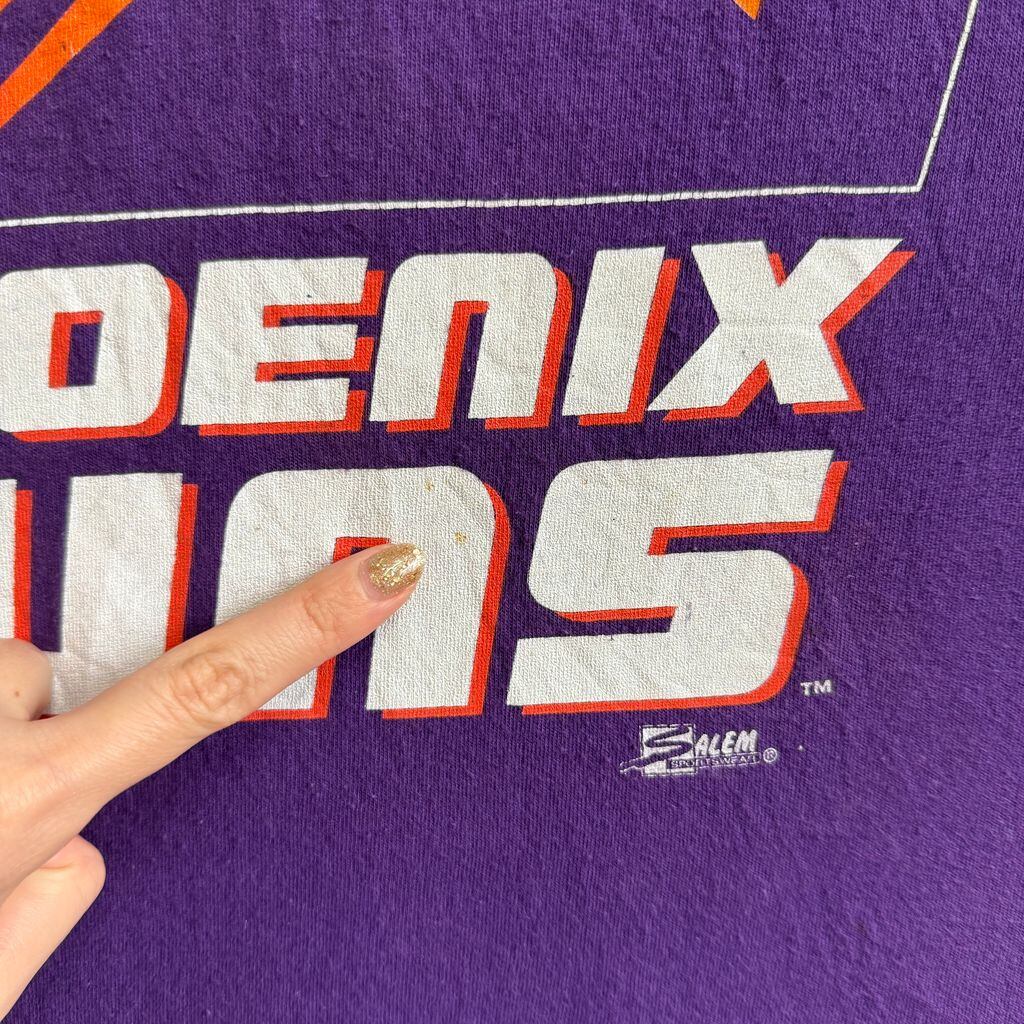 OENIX
UNS
TM
SALEM
SPORTSWEAR ®